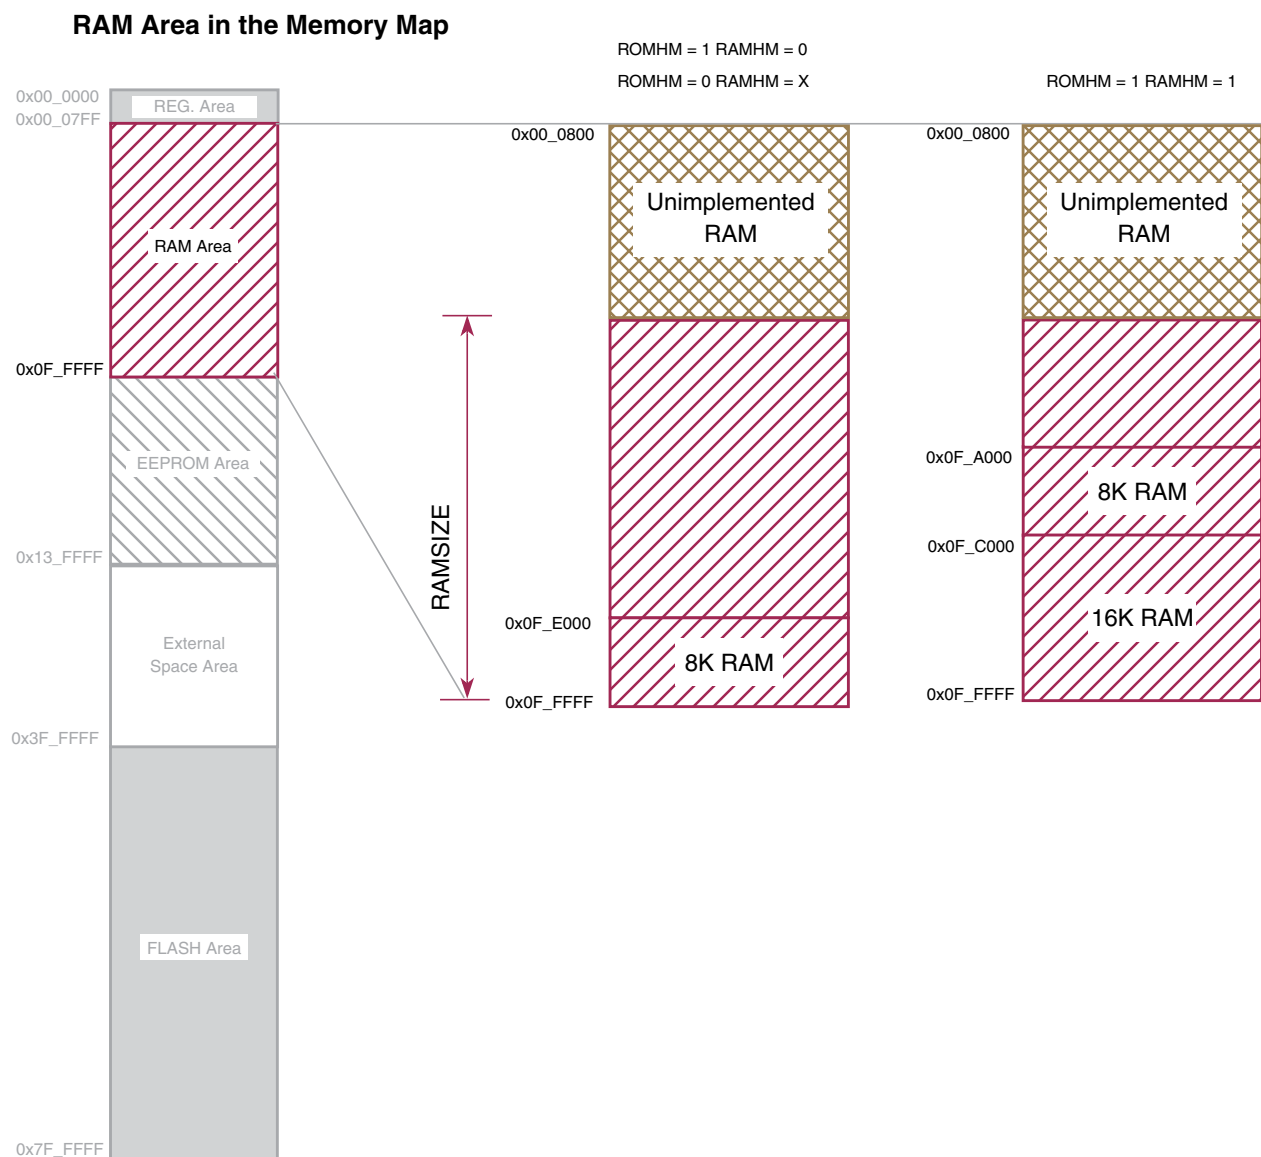 RAM Area in the Memory Map
ROMHM = 1 RAMHM = 0
ROMHM = 0 RAMHM = X
ROMHM = 1 RAMHM = 1
0x00_0000
REG. Area
0x00_07FF
RAM Area
0x0F_FFFF
EEPROM Area
0x13_FFFF
External
Space Area
0x3F_FFFF
FLASH Area
0x7F_FFFF
RAMSIZE
0x00_0800
Unimplemented
RAM
0x0F_E000
8K RAM
0x0F_FFFF
0x00_0800
Unimplemented
RAM
0x0F_A000
8K RAM
0x0F_C000
16K RAM
0x0F_FFFF